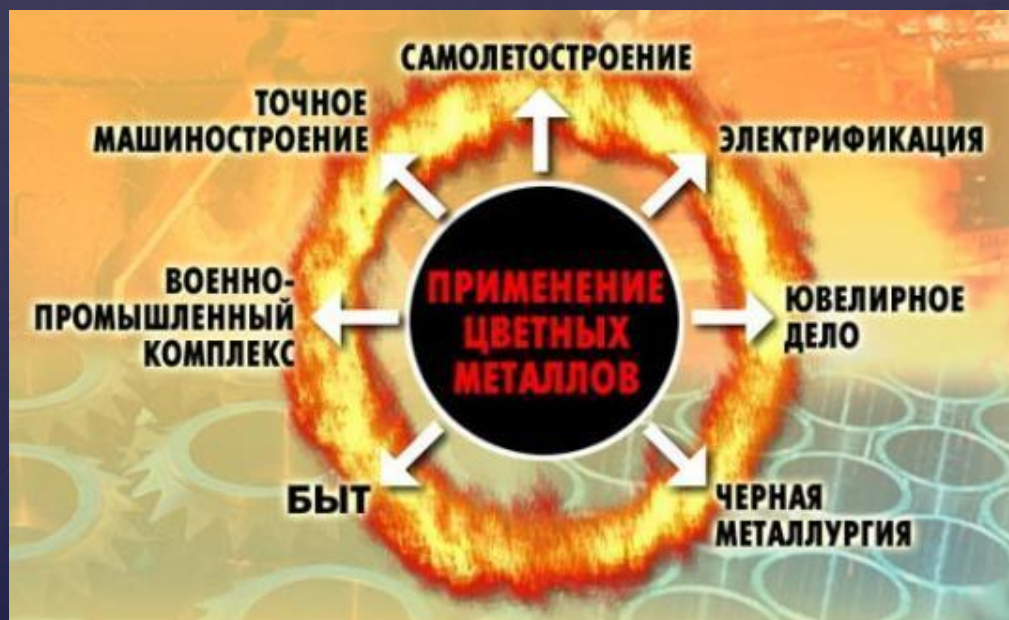 САМОЛЕТОСТРОЕНИЕ
ТОЧНОЕ
МАШИНОСТРОЕНИЕ
ЭЛЕКТРИФИКАЦИЯ
ВОЕННО-
ПРОМЫШЛЕННЫЙ
КОМПЛЕКС
ПРИМЕНЕНИЕ
ЦВЕТНЫХ
МЕТАЛЛОВ
ЮВЕЛИРНОЕ
ДЕЛО
БЫТ
ЧЕРНАЯ
МЕТАЛЛУРГИЯ